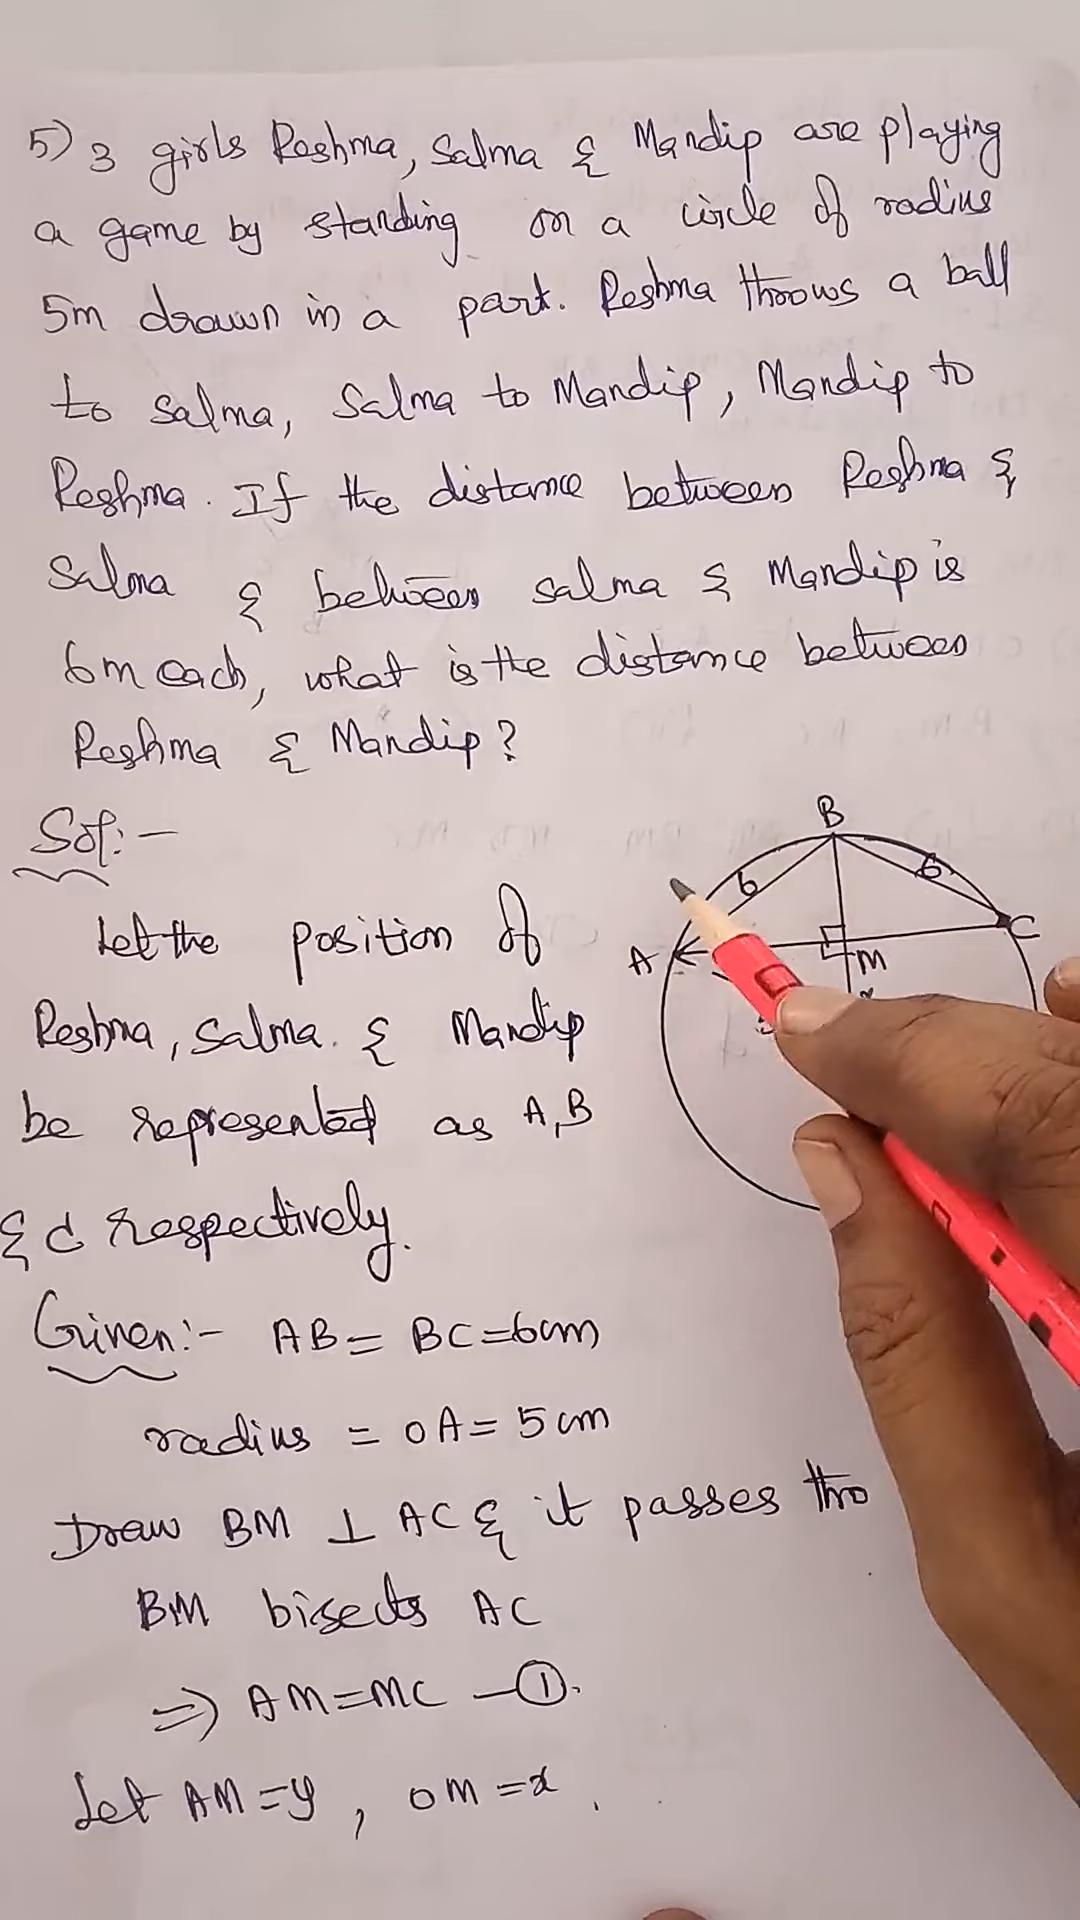 5) 3 girls Reshma, Salma & Mandip are playing
a game by standing on a circle of radius
5m drawn in a park. Reshma throws a ball
to salma, Salma to Mandip, Mandip to
Reshma. If the distance between Reshma &
Salma & between salma & Mandip is
6m each, what is the distance between
Reshma & Mandip?
Sol:-
B
6
6
C
A
M
x
5
Let the position of
Reshma, Salma & Mandip
be represented as A,B
& C respectively.
Given:- AB = BC = 6cm
radius = OA = 5cm
Draw BM ⊥ AC & it passes thro
BM bisects AC
=> AM = MC — ①.
Let AM = y, OM = x.